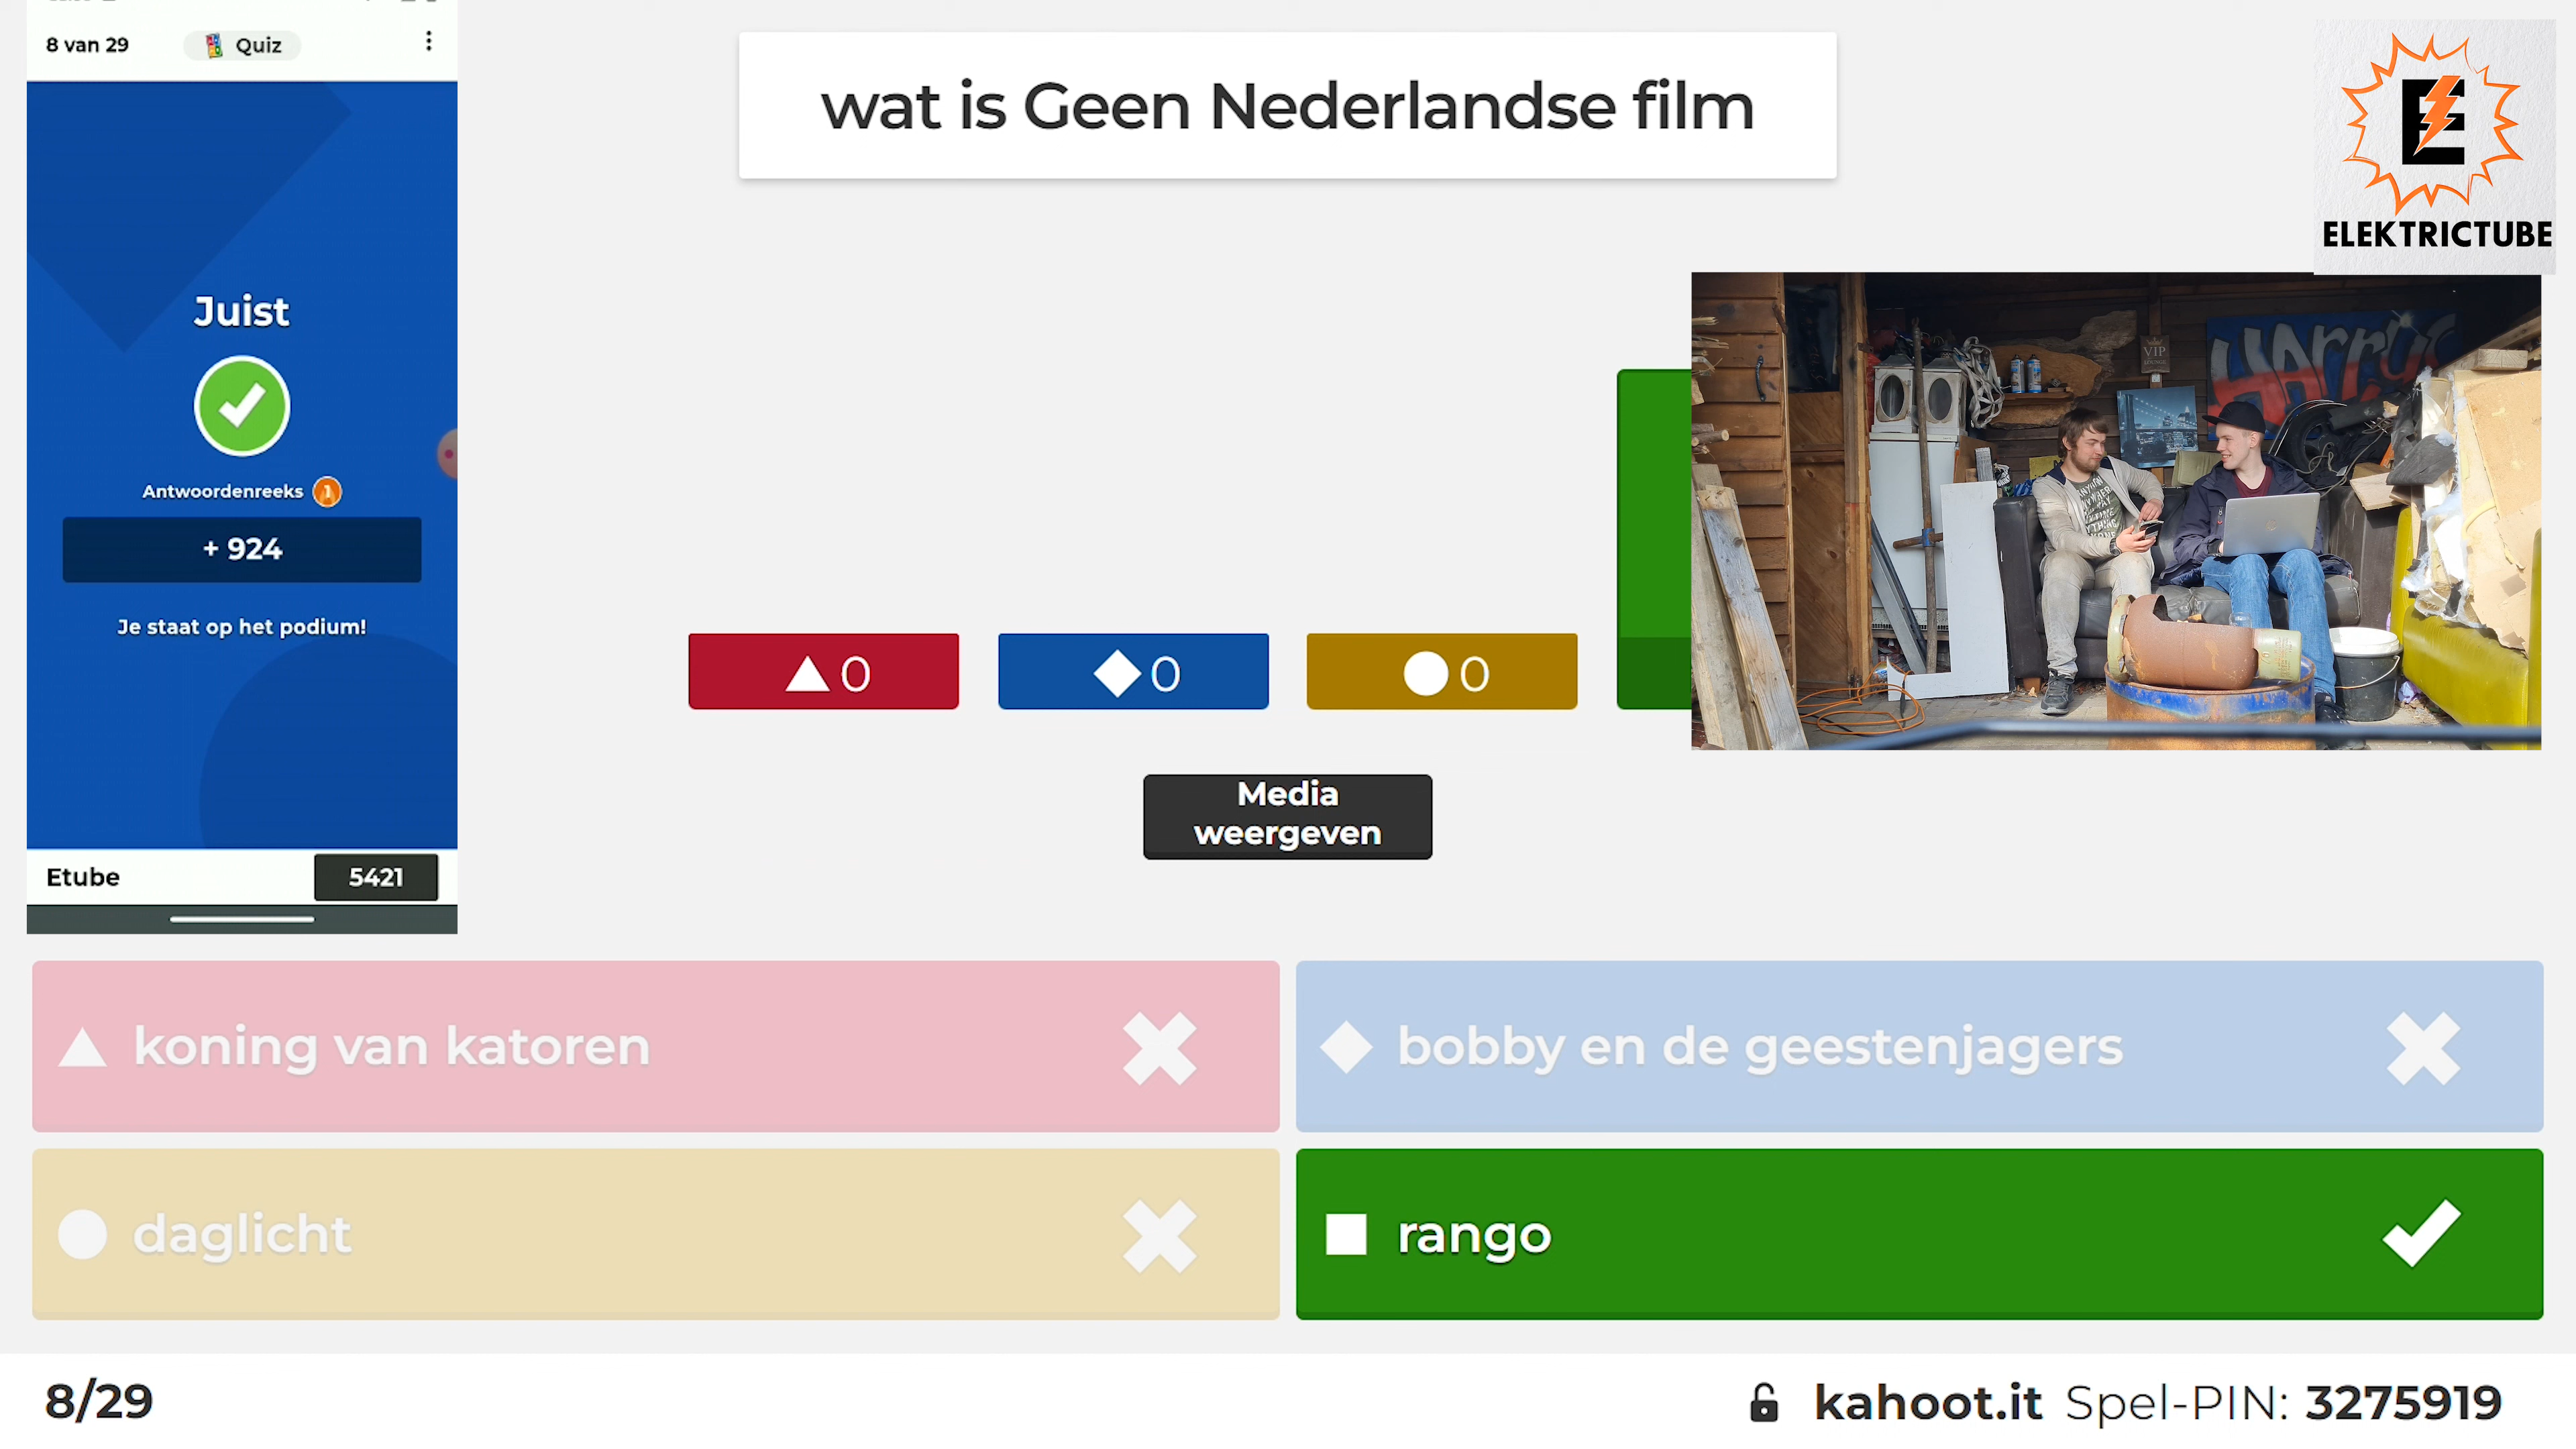 8 van 29
Quiz
Juist
Antwoordenreeks 1
+ 924
Je staat op het podium!
Etube
5421
wat is Geen Nederlandse film
ELEKTRICTUBE
VIP
LOUNGE
0
0
0
Media
weergeven
koning van katoren
bobby en de geestenjagers
daglicht
rango
8/29
kahoot.it Spel-PIN: 3275919